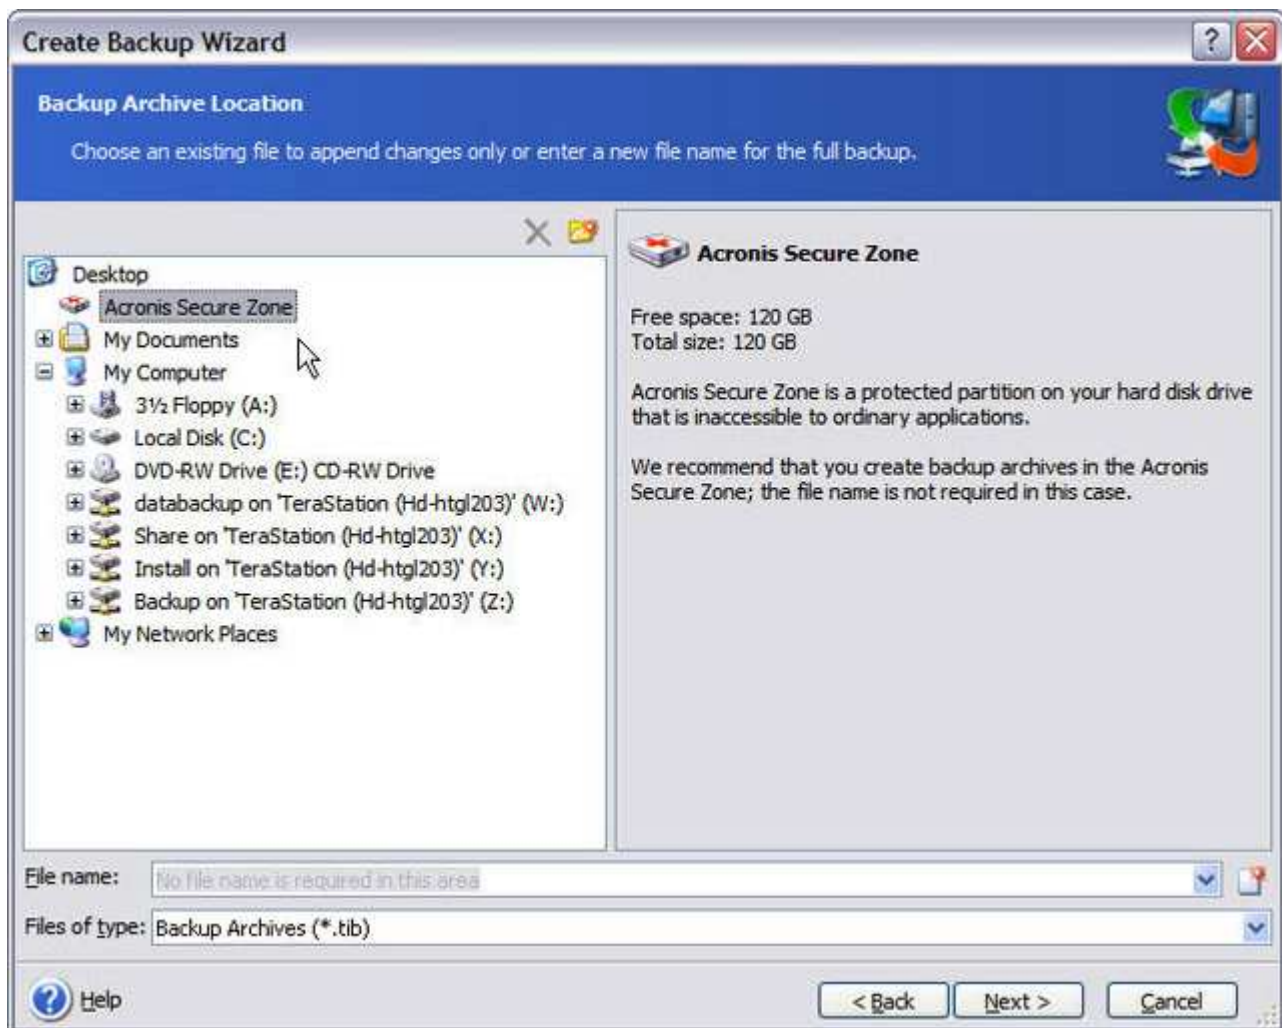 Create Backup Wizard
?
Backup Archive Location
Choose an existing file to append changes only or enter a new file name for the full backup.
Desktop
Acronis Secure Zone
My Documents
My Computer
3½ Floppy (A:)
Local Disk (C:)
DVD-RW Drive (E:) CD-RW Drive
databackup on 'TeraStation (Hd-htgl203)' (W:)
Share on 'TeraStation (Hd-htgl203)' (X:)
Install on 'TeraStation (Hd-htgl203)' (Y:)
Backup on 'TeraStation (Hd-htgl203)' (Z:)
My Network Places
Acronis Secure Zone
Free space: 120 GB
Total size: 120 GB
Acronis Secure Zone is a protected partition on your hard disk drive
that is inaccessible to ordinary applications.
We recommend that you create backup archives in the Acronis
Secure Zone; the file name is not required in this case.
File name: No file name is required in this area
Files of type: Backup Archives (*.tib)
? Help
< Back
Next >
Cancel